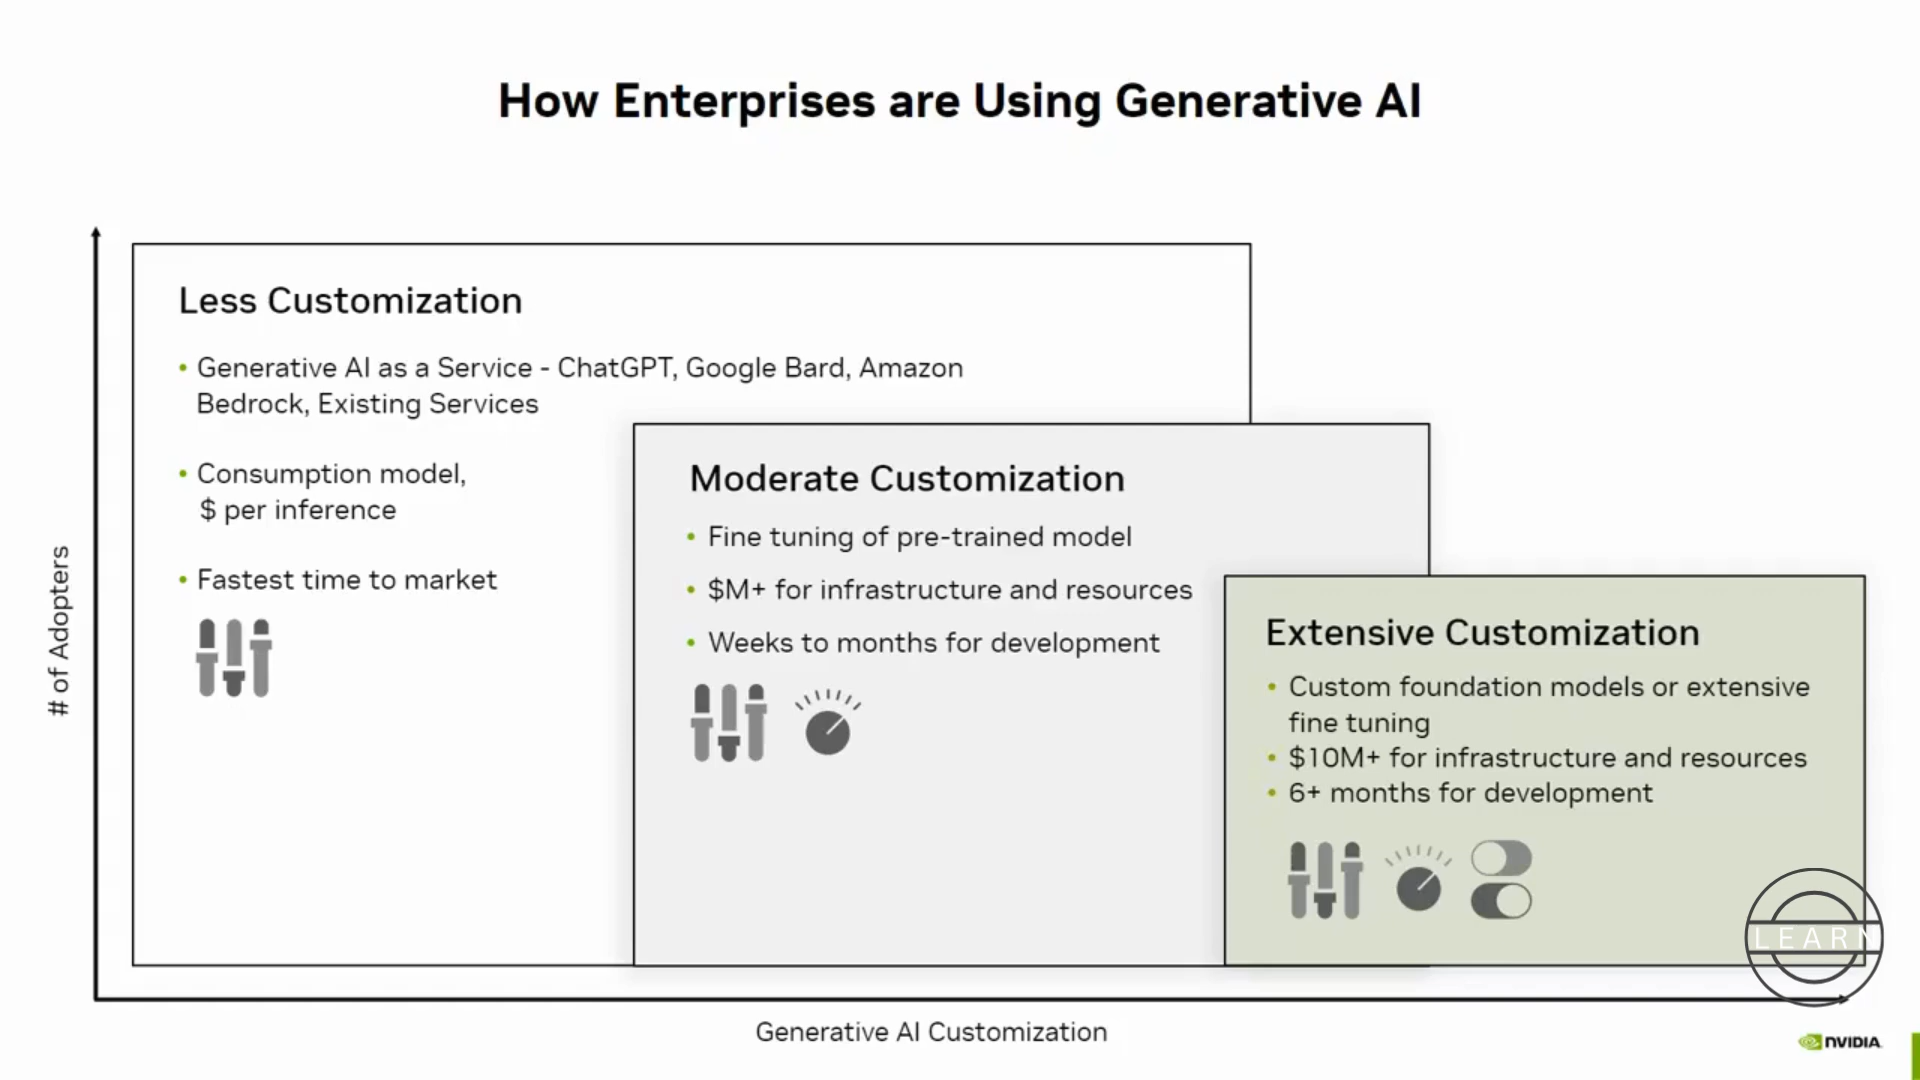 How Enterprises are Using Generative AI
Less Customization
• Generative AI as a Service - ChatGPT, Google Bard, Amazon
Bedrock, Existing Services
• Consumption model,
$ per inference
• Fastest time to market
Moderate Customization
• Fine tuning of pre-trained model
• $M+ for infrastructure and resources
• Weeks to months for development
Extensive Customization
• Custom foundation models or extensive
fine tuning
• $10M+ for infrastructure and resources
• 6+ months for development
# of Adopters
Generative AI Customization
LEARN
NVIDIA